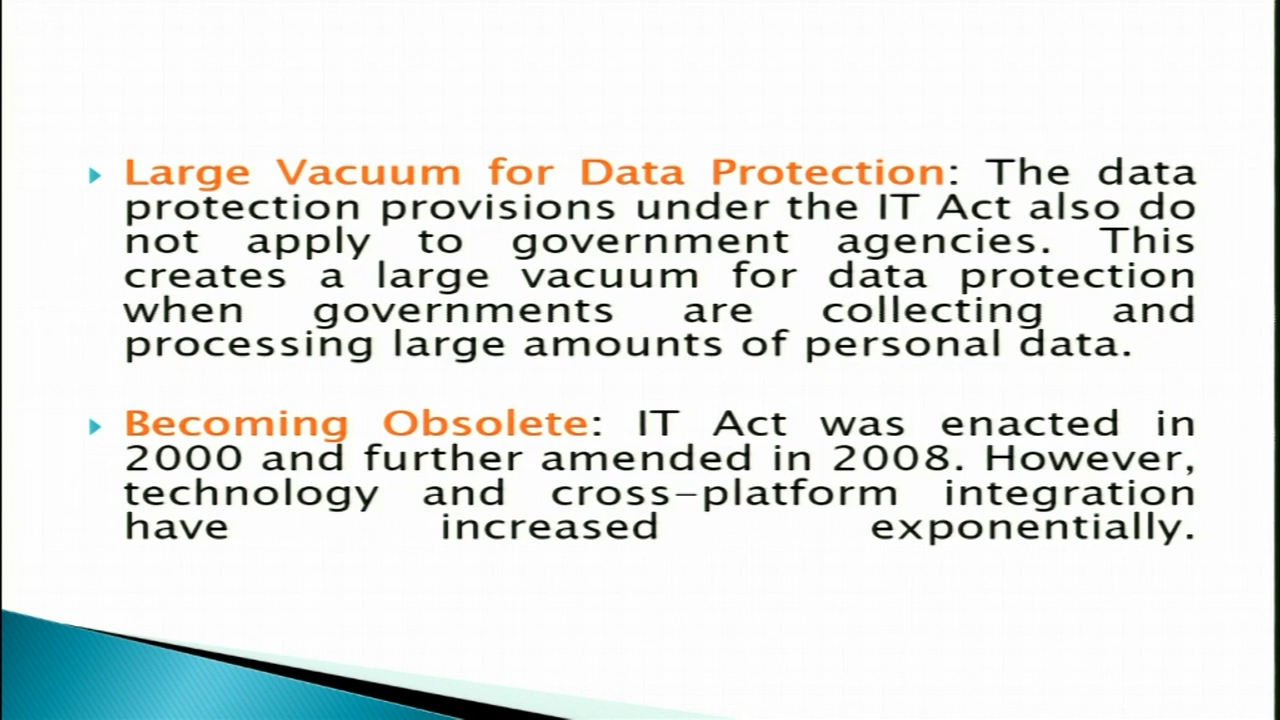 Large Vacuum for Data Protection: The data
protection provisions under the IT Act also do
not apply to government agencies. This
creates a large vacuum for data protection
when governments are collecting and
processing large amounts of personal data.
Becoming Obsolete: IT Act was enacted in
2000 and further amended in 2008. However,
technology and cross-platform integration
have increased exponentially.